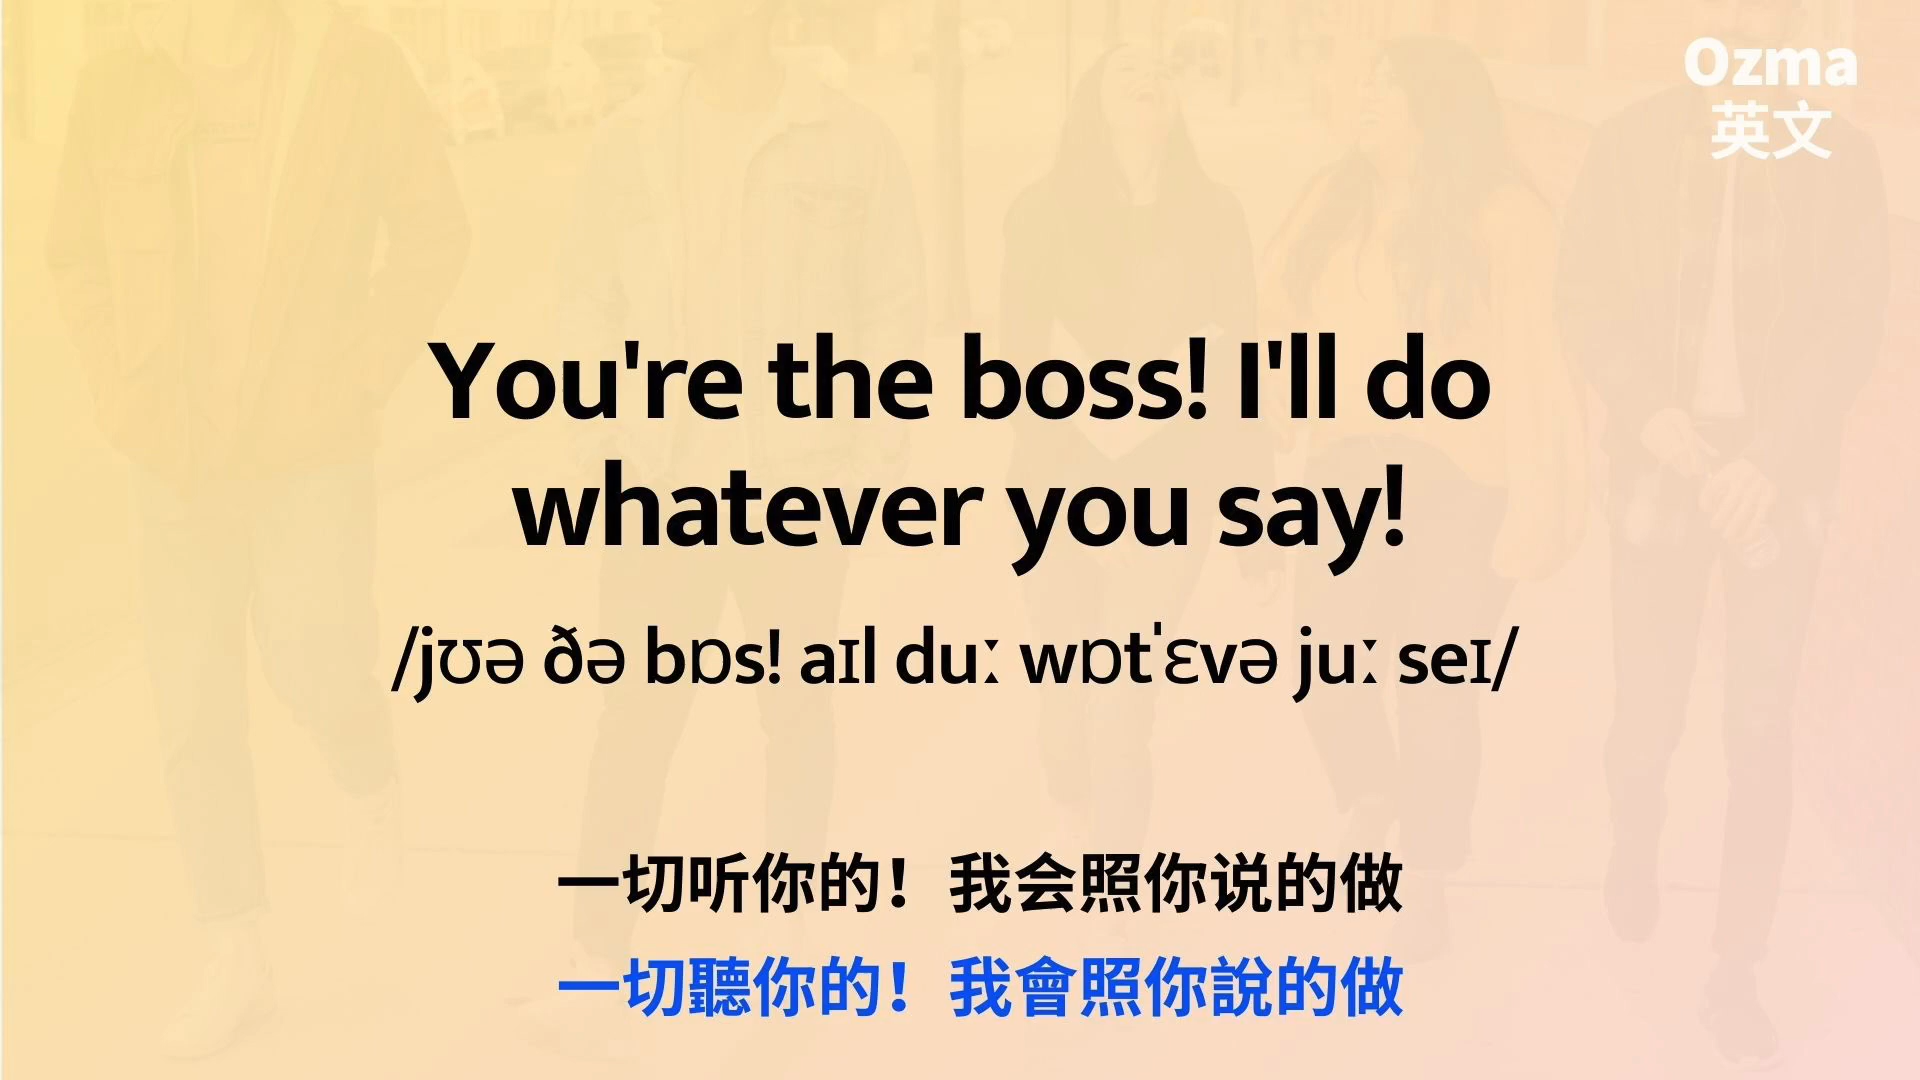 Ozma
英文
You're the boss! I'll do
whatever you say!
/jʊə ðə bɒs! aɪl duː wɒtˈɛvə juː seɪ/
一切听你的！我会照你说的做
一切聽你的！我會照你說的做